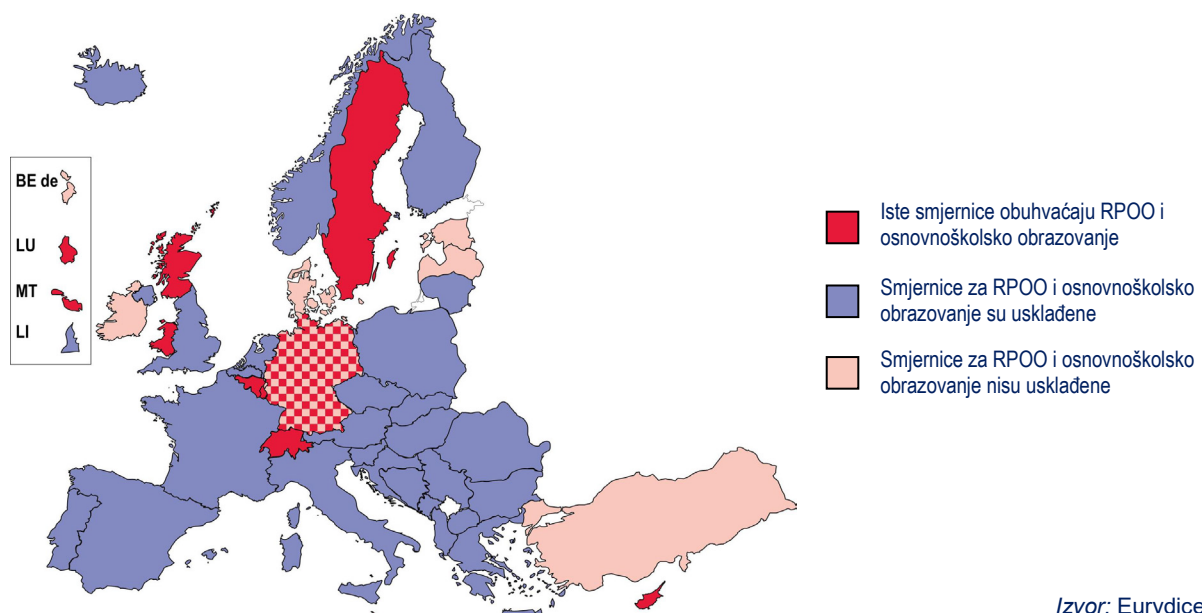 BE de
LU
MT
LI
Iste smjernice obuhvaćaju RPOO i
osnovnoškolsko obrazovanje
Smjernice za RPOO i osnovnoškolsko
obrazovanje su usklađene
Smjernice za RPOO i osnovnoškolsko
obrazovanje nisu usklađene
Izvor: Eurydice